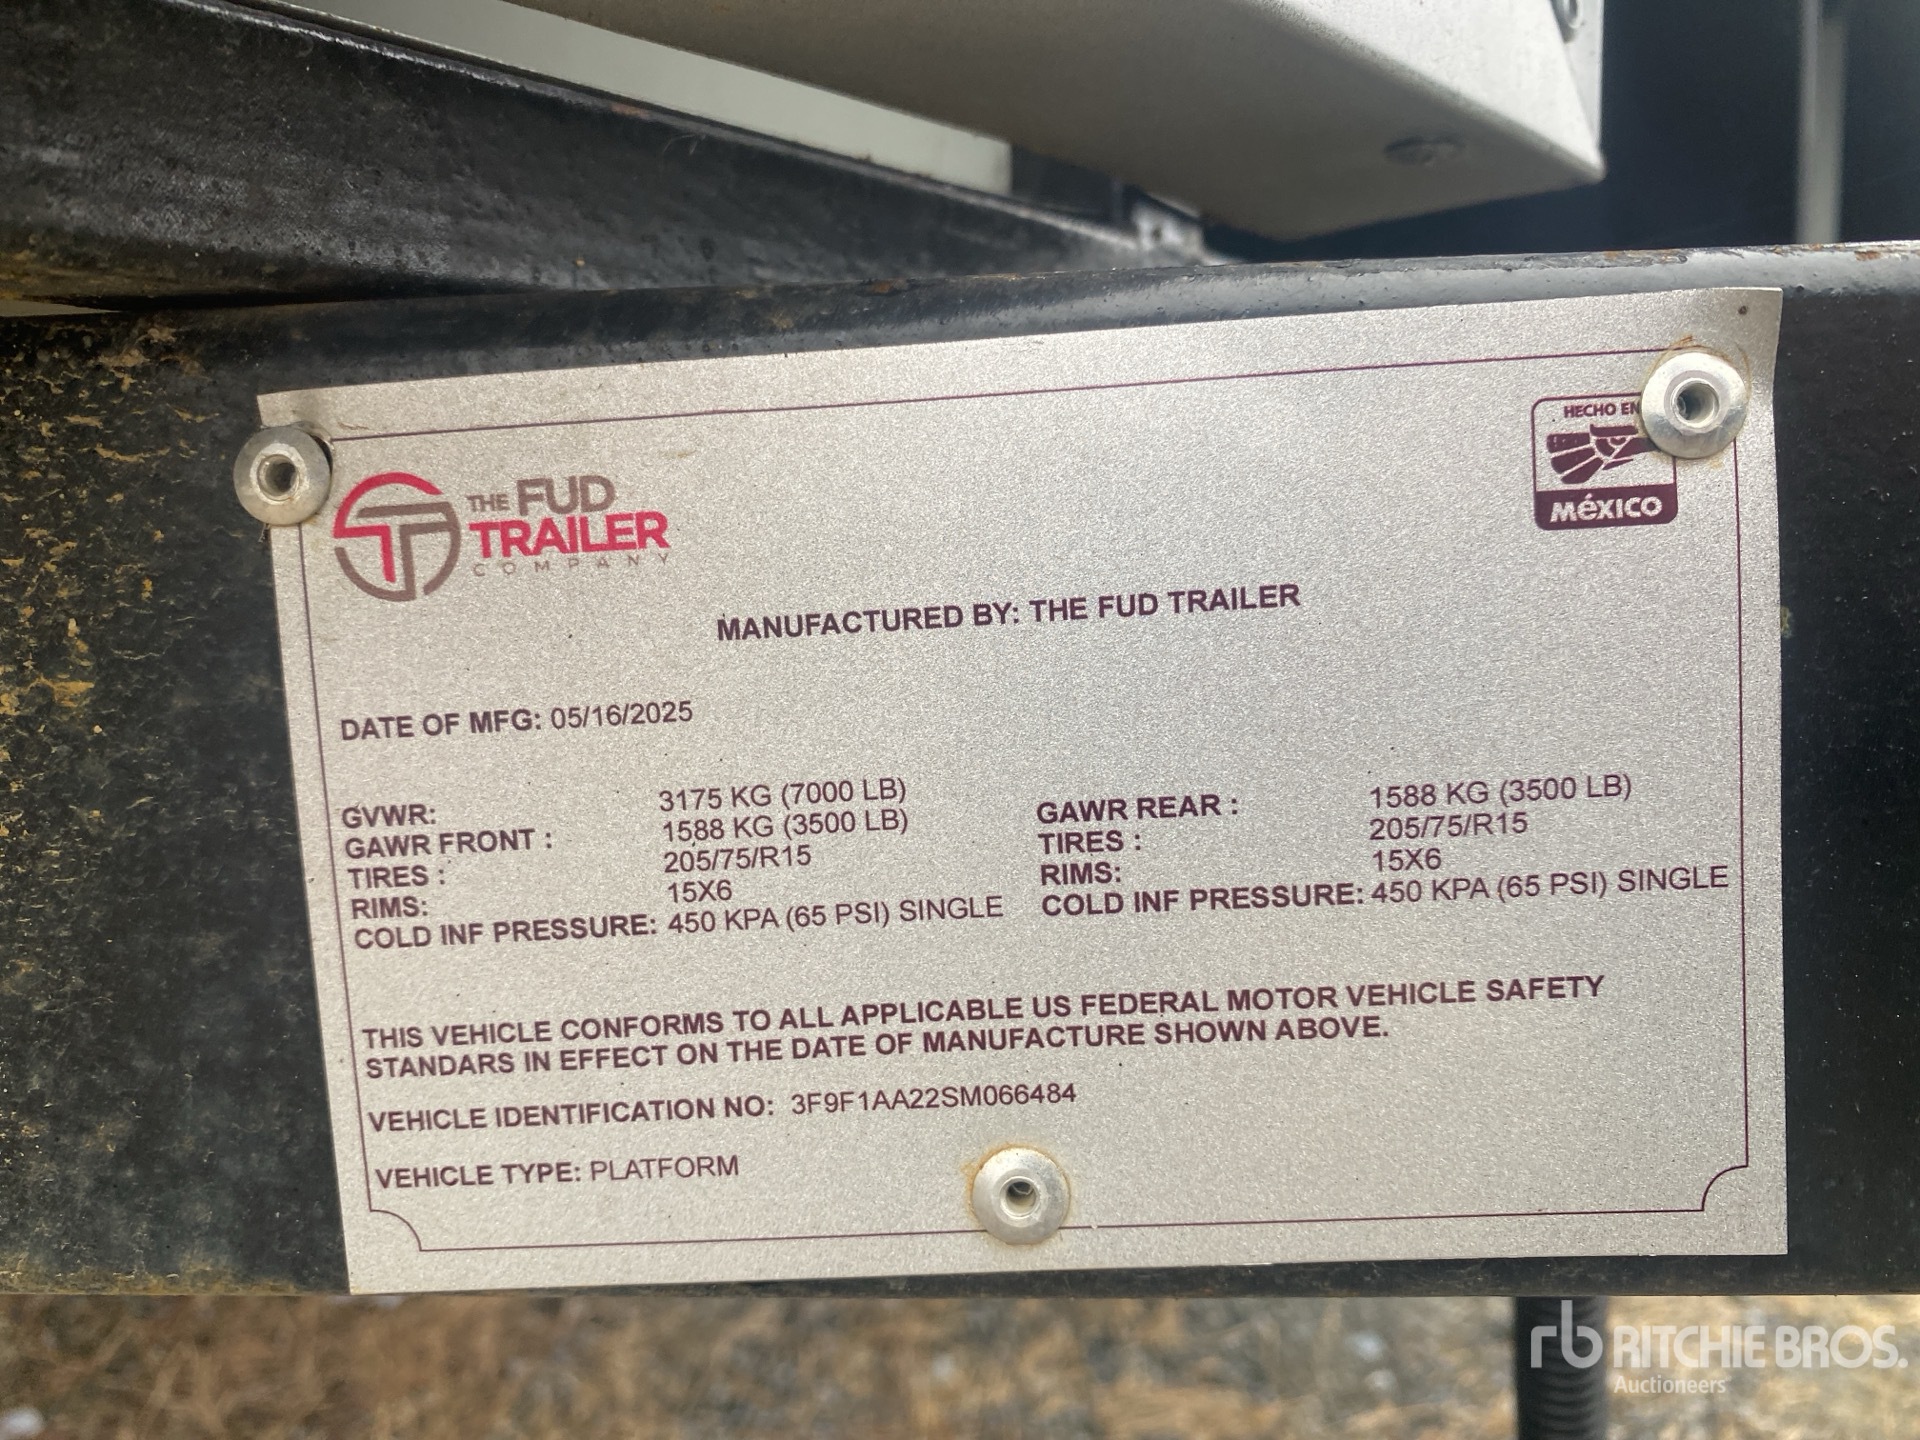 THE FUD
TRAILER
COMPANY
HECHO EN
MéXICO
MANUFACTURED BY: THE FUD TRAILER
DATE OF MFG: 05/16/2025
GVWR: 3175 KG (7000 LB)
GAWR FRONT : 1588 KG (3500 LB)
TIRES : 205/75/R15
RIMS: 15X6
COLD INF PRESSURE: 450 KPA (65 PSI) SINGLE
GAWR REAR : 1588 KG (3500 LB)
TIRES : 205/75/R15
RIMS: 15X6
COLD INF PRESSURE: 450 KPA (65 PSI) SINGLE
THIS VEHICLE CONFORMS TO ALL APPLICABLE US FEDERAL MOTOR VEHICLE SAFETY
STANDARS IN EFFECT ON THE DATE OF MANUFACTURE SHOWN ABOVE.
VEHICLE IDENTIFICATION NO: 3F9F1AA22SM066484
VEHICLE TYPE: PLATFORM
rb RITCHIE BROS.
Auctioneers